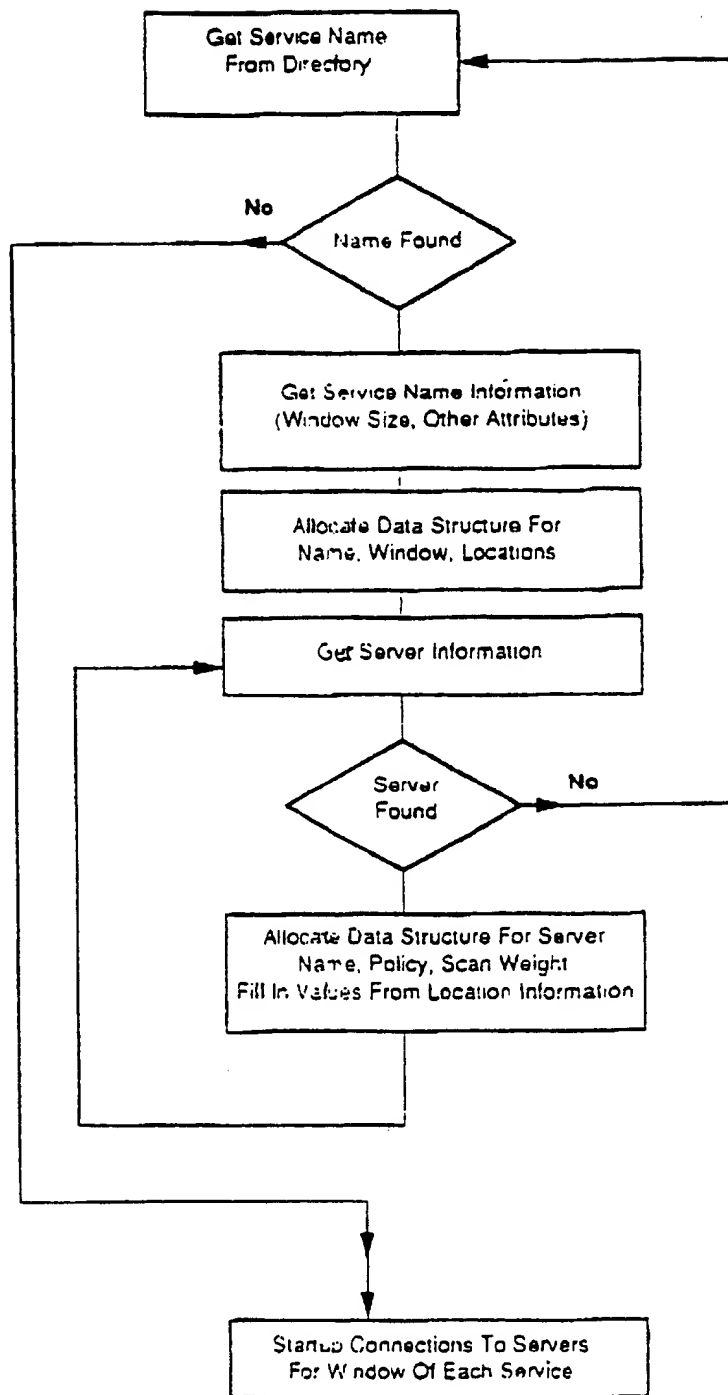 Get Service Name
From Directory
No
Name Found
Get Service Name Information
(Window Size, Other Attributes)
Allocate Data Structure For
Name, Window, Locations
Get Server Information
Server
Found
No
Allocate Data Structure For Server
Name, Policy, Scan Weight
Fill In Values From Location Information
Startup Connections To Servers
For Window Of Each Service